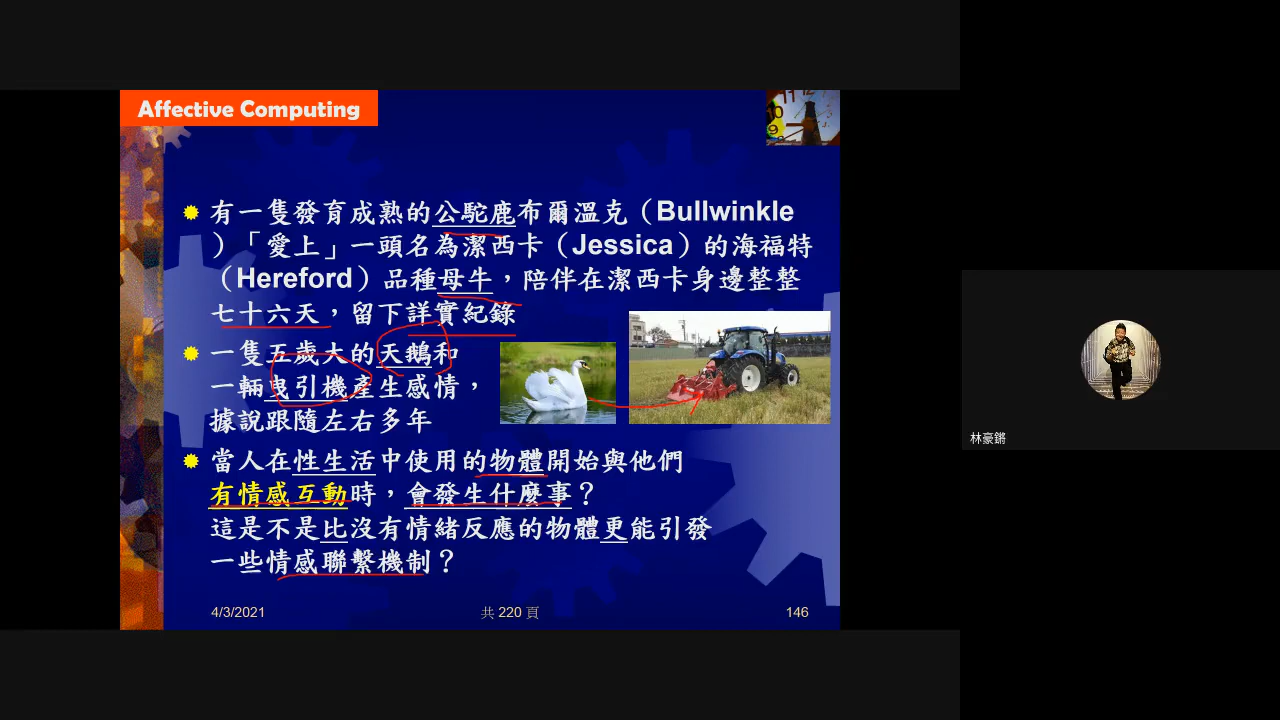 Affective Computing
有一隻發育成熟的公駝鹿布爾溫克（Bullwinkle
）「愛上」一頭名為潔西卡（Jessica）的海福特
（Hereford）品種母牛，陪伴在潔西卡身邊整整
七十六天，留下詳實紀錄
一隻五歲大的天鵝和
一輛曳引機產生感情，
據說跟隨左右多年
當人在性生活中使用的物體開始與他們
有情感互動時，會發生什麼事？
這是不是比沒有情緒反應的物體更能引發
一些情感聯繫機制？
4/3/2021
共 220 頁
146
林豪鏘